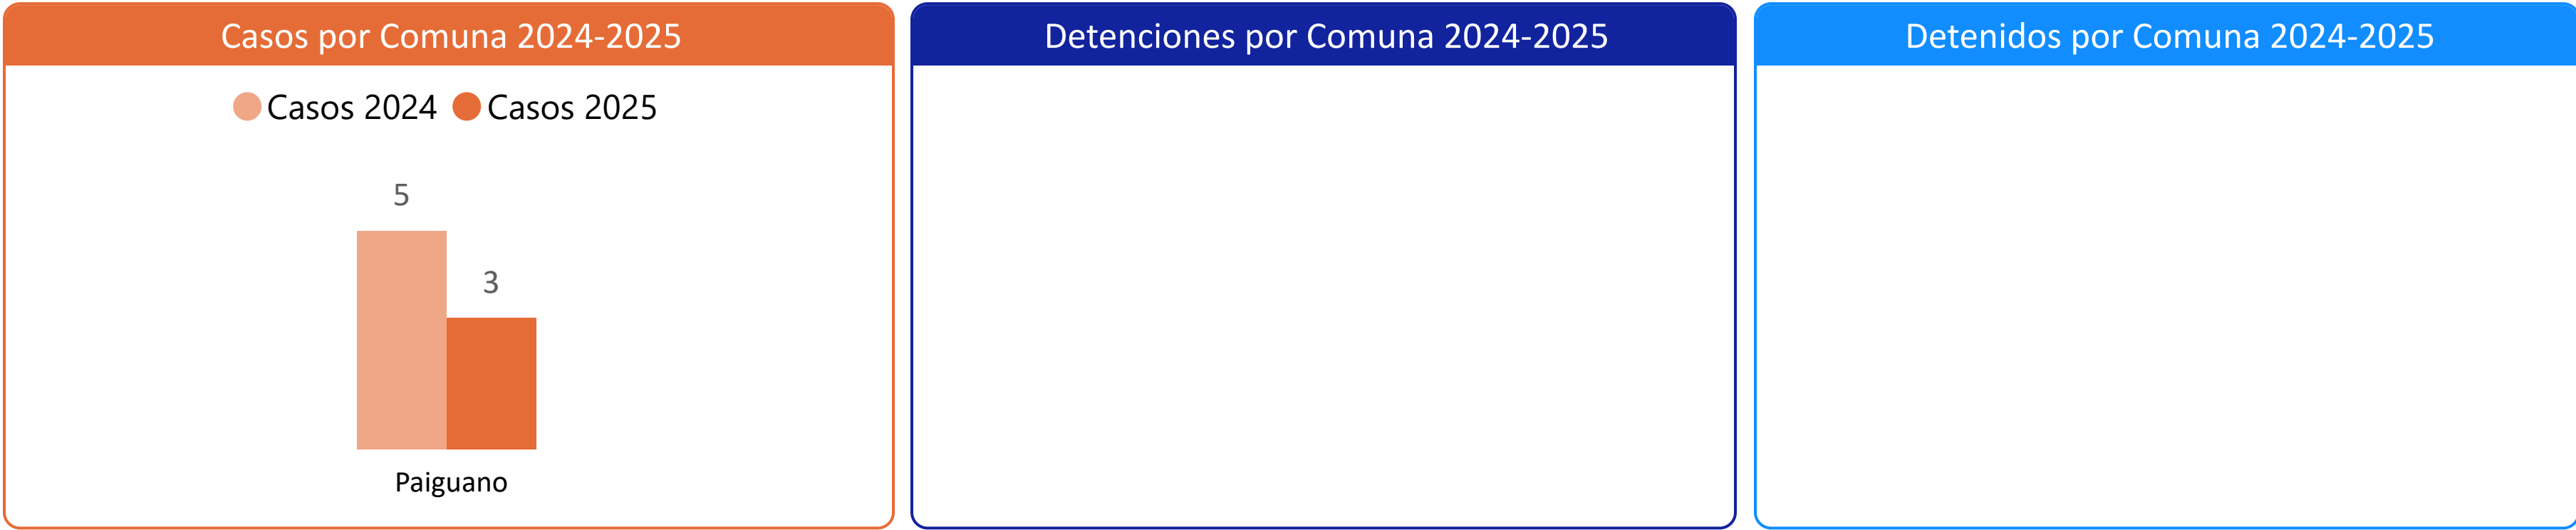 Casos por Comuna 2024-2025
Casos 2024 Casos 2025
5
3
Paiguano
Detenciones por Comuna 2024-2025
Detenidos por Comuna 2024-2025